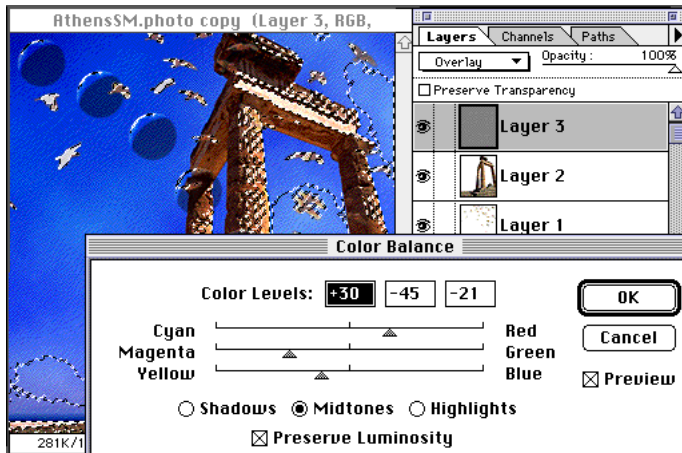 AthensSM.photo copy (Layer 3, RGB,
Layers Channels Paths
Overlay Opacity: 100%
Preserve Transparency
Layer 3
Layer 2
Layer 1
Color Balance
Color Levels: +30 -45 -21
OK
Cyan Red
Cancel
Magenta Green
Yellow Blue
Preview
Shadows Midtones Highlights
281K/1
Preserve Luminosity